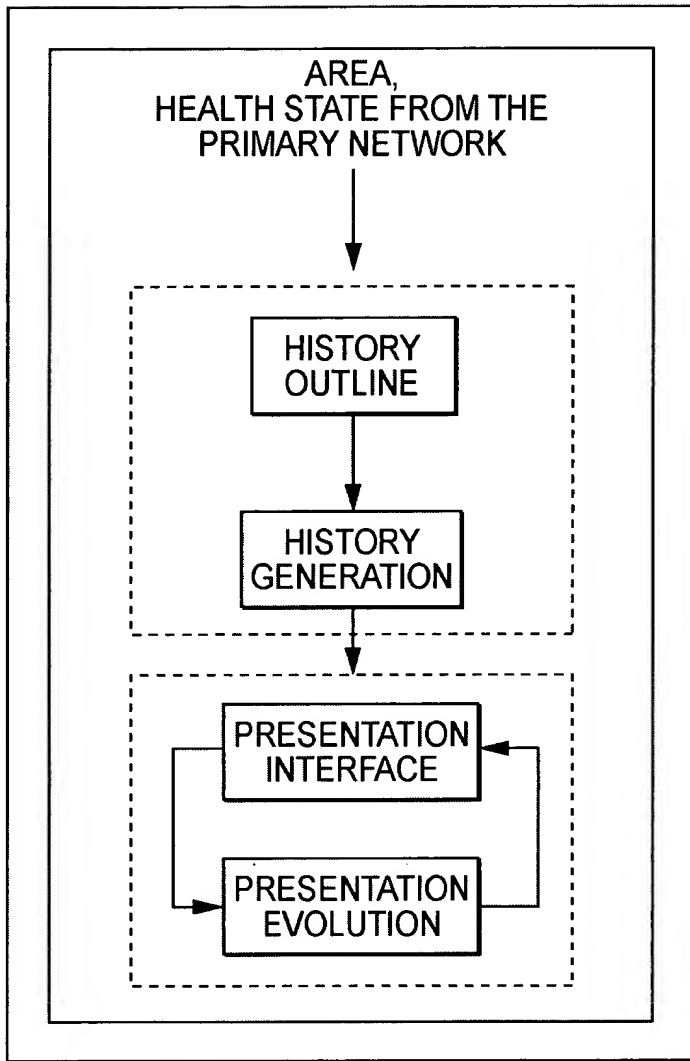 AREA,
HEALTH STATE FROM THE
PRIMARY NETWORK
HISTORY
OUTLINE
HISTORY
GENERATION
PRESENTATION
INTERFACE
PRESENTATION
EVOLUTION